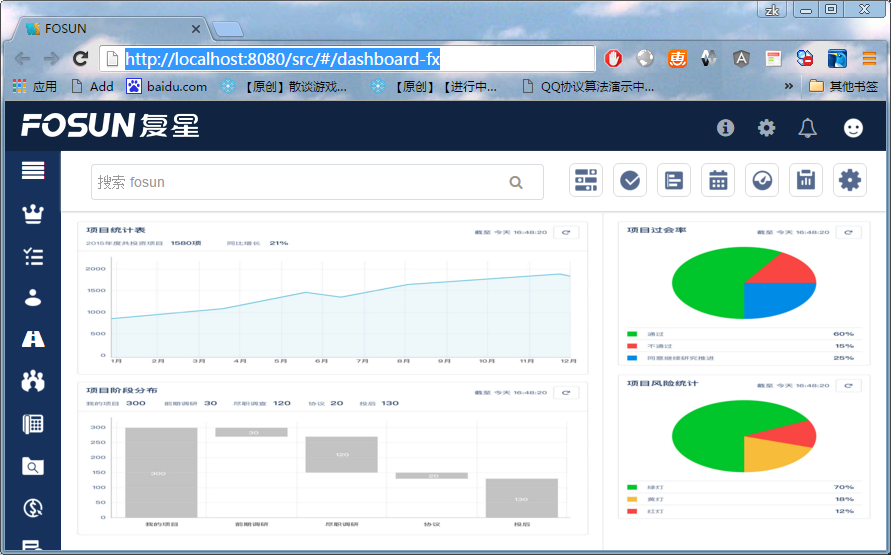 zk
FOSUN
http://localhost:8080/src/#/dashboard-fx
应用 Add baidu.com 【原创】散谈游戏... 【原创】【进行中... QQ协议算法演示中... » 其他书签
FOSUN 复星
搜索 fosun
项目统计表 截至 今天 16:48:20
2015年度共投资项目 1580项 同比增长 21%
2000
1500
1000
500
0
1月 2月 3月 4月 5月 6月 7月 8月 9月 10月 11月 12月
项目阶段分布 截至 今天 16:48:20
我的项目 300 前期调研 30 尽职调查 120 协议 20 投后 130
300
250
200
150
100
50
0
300 30 120 20 130
我的项目 前期调研 尽职调研 协议 投后
项目过会率 截至 今天 16:48:20
通过 60%
不通过 15%
同意继续研究推进 25%
项目风险统计 截至 今天 16:48:20
绿灯 70%
黄灯 18%
红灯 12%